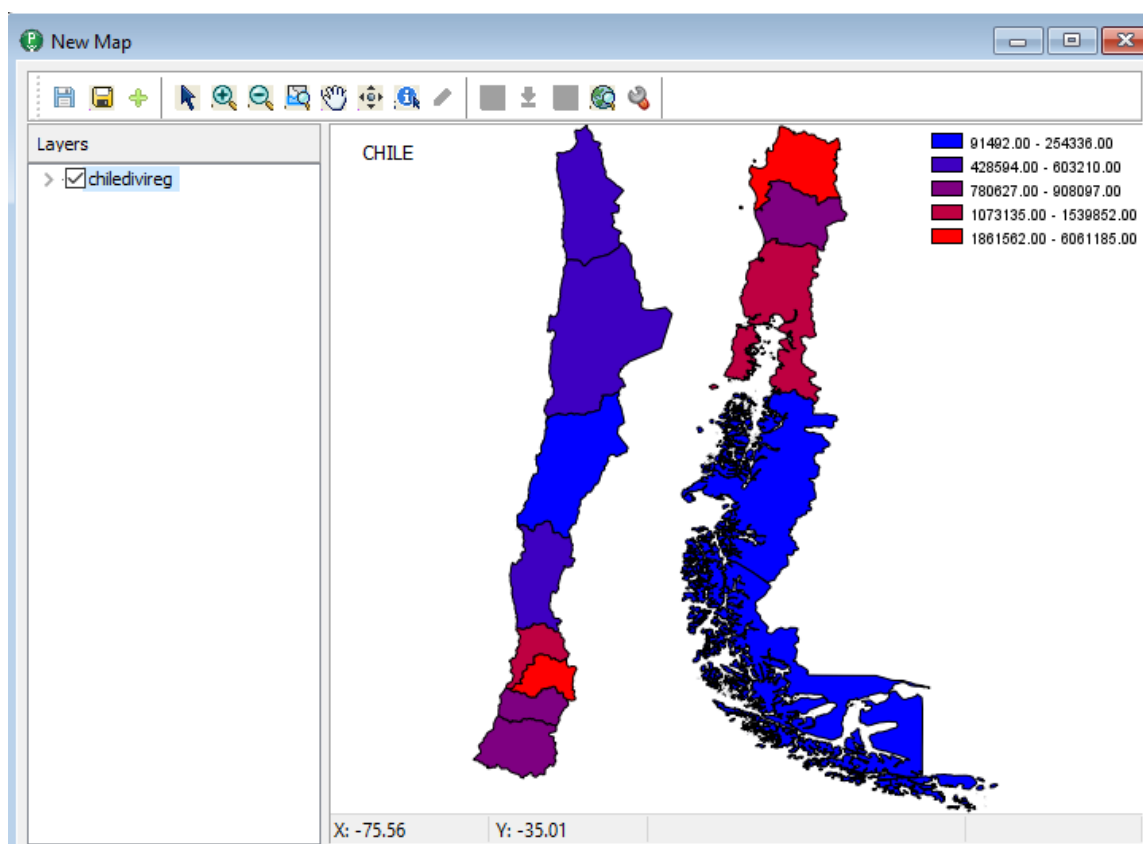 New Map
Layers
chiledivireg
CHILE
91492.00 - 254336.00
428594.00 - 603210.00
780627.00 - 908097.00
1073135.00 - 1539852.00
1861562.00 - 6061185.00
X: -75.56
Y: -35.01